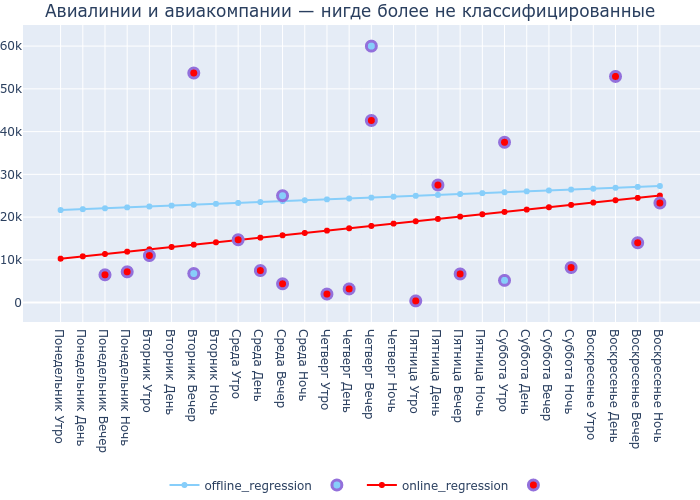 Авиалинии и авиакомпании — нигде более не классифицированные
60k
50k
40k
30k
20k
10k
0
Понедельник Утро
Понедельник День
Понедельник Вечер
Понедельник Ночь
Вторник Утро
Вторник День
Вторник Вечер
Вторник Ночь
Среда Утро
Среда День
Среда Вечер
Среда Ночь
Четверг Утро
Четверг День
Четверг Вечер
Четверг Ночь
Пятница Утро
Пятница День
Пятница Вечер
Пятница Ночь
Суббота Утро
Суббота День
Суббота Вечер
Суббота Ночь
Воскресенье Утро
Воскресенье День
Воскресенье Вечер
Воскресенье Ночь
offline_regression
online_regression